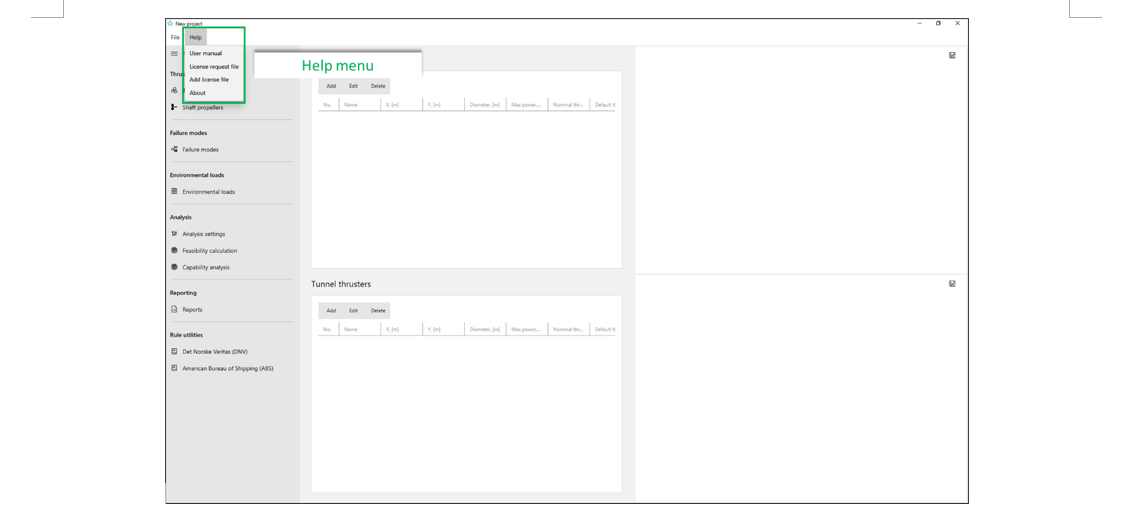 New project
File Help
User manual
License request file
Add license file
About
Help menu
Thrus
Shaft propellers
Failure modes
Failure modes
Environmental loads
Environmental loads
Analysis
Analysis settings
Feasibility calculation
Capability analysis
Reporting
Reports
Rule utilities
Det Norske Veritas (DNV)
American Bureau of Shipping (ABS)
Add Edit Delete
No. Name X, [m] Y, [m] Diameter, [m] Max power,... Nominal thr... Default tl
Tunnel thrusters
Add Edit Delete
No. Name X, [m] Y, [m] Diameter, [m] Max power,... Nominal thr... Default tl